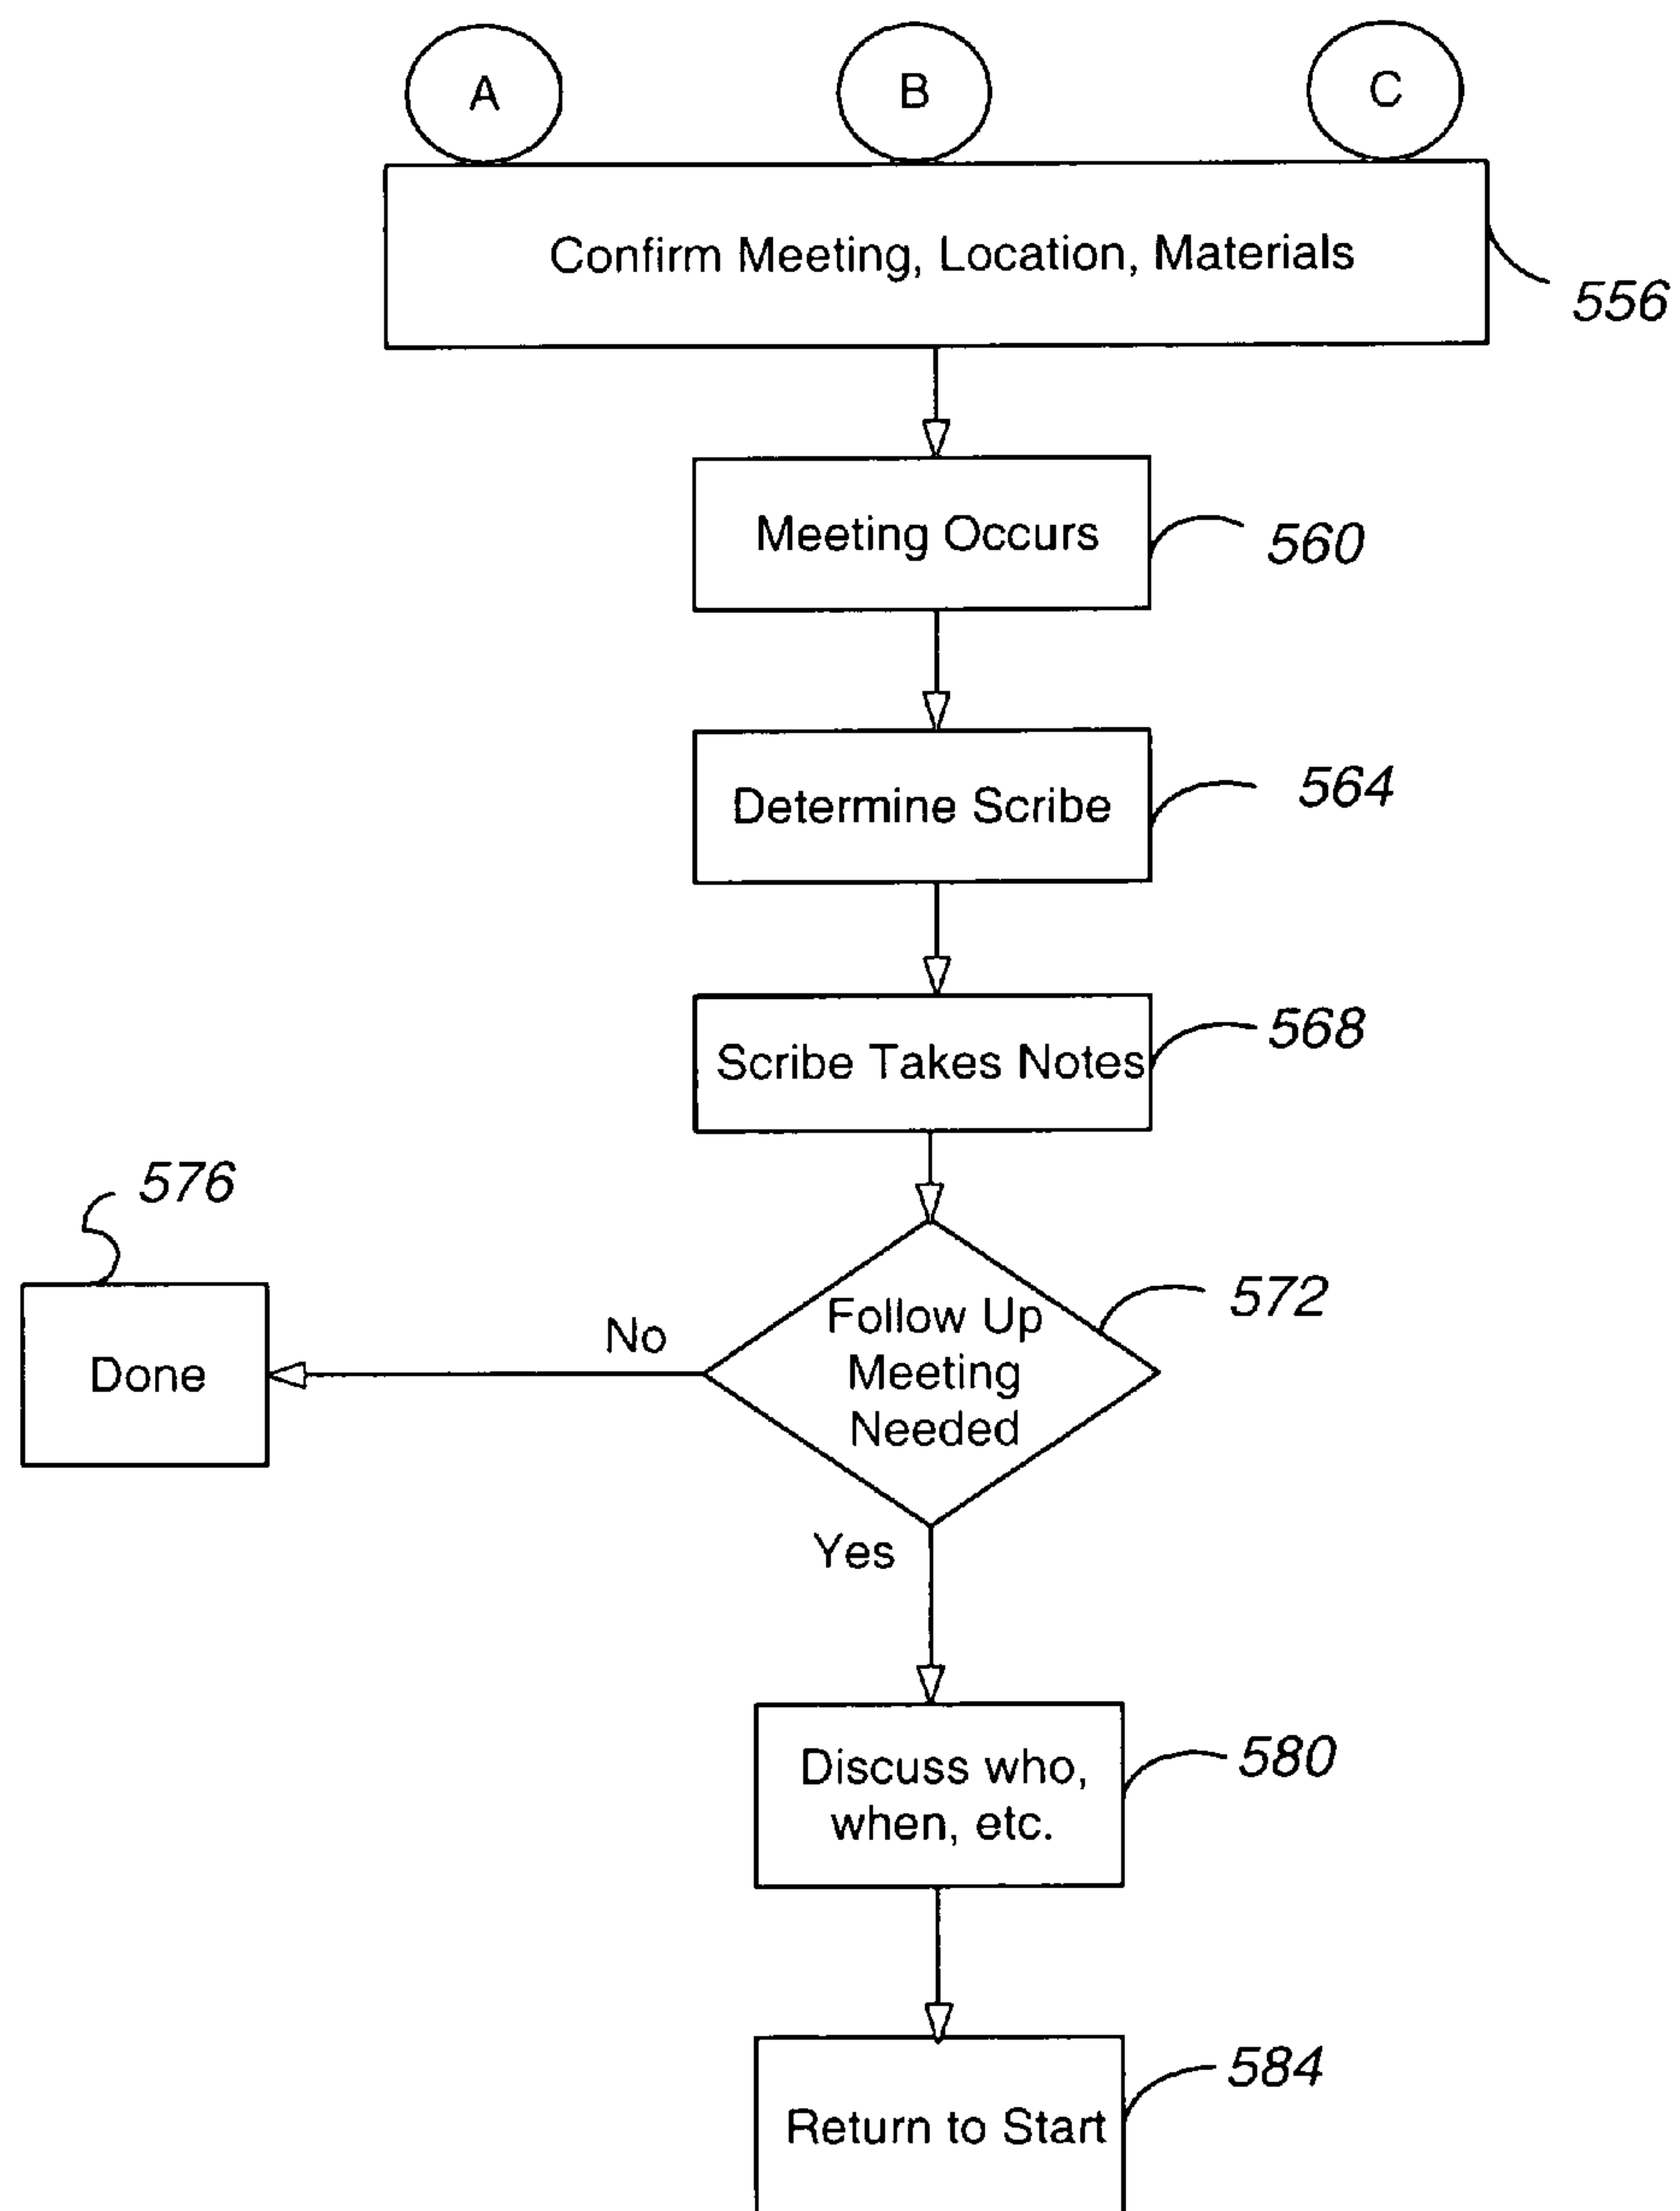 A
B
C
Confirm Meeting, Location, Materials
556
Meeting Occurs
560
Determine Scribe
564
Scribe Takes Notes
568
576
Done
No
Follow Up
Meeting
Needed
572
Yes
Discuss who,
when, etc.
580
Return to Start
584